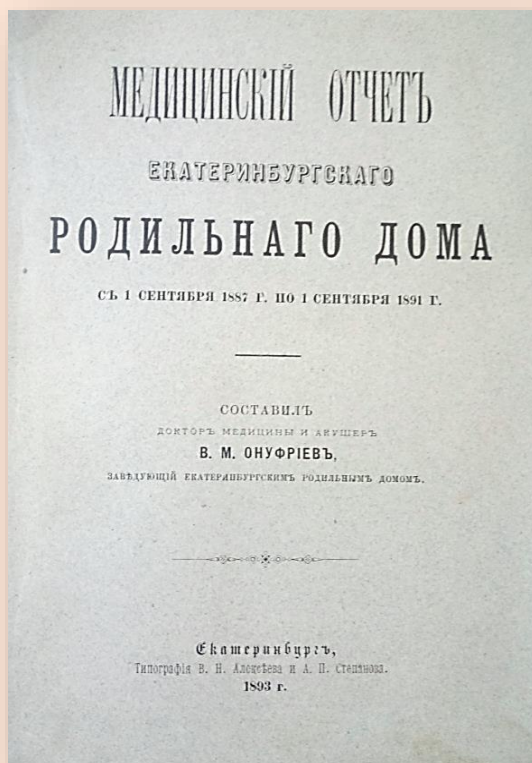 МЕДИЦИНСКІЙ ОТЧЕТЪ
ЕКАТЕРИНБУРГСКАГО
РОДИЛЬНАГО ДОМА
СЪ 1 СЕНТЯБРЯ 1887 Г. ПО 1 СЕНТЯБРЯ 1891 Г.
СОСТАВИЛЪ
ДОКТОРЪ МЕДИЦИНЫ И АКУШЕРЪ
В. М. ОНУФРІЕВЪ,
ЗАВѢДУЮЩІЙ ЕКАТЕРИНБУРГСКИМЪ РОДИЛЬНЫМЪ ДОМОМЪ.
Екатеринбургъ,
Типографія В. Н. Алексѣева и А. П. Степанова.
1893 г.